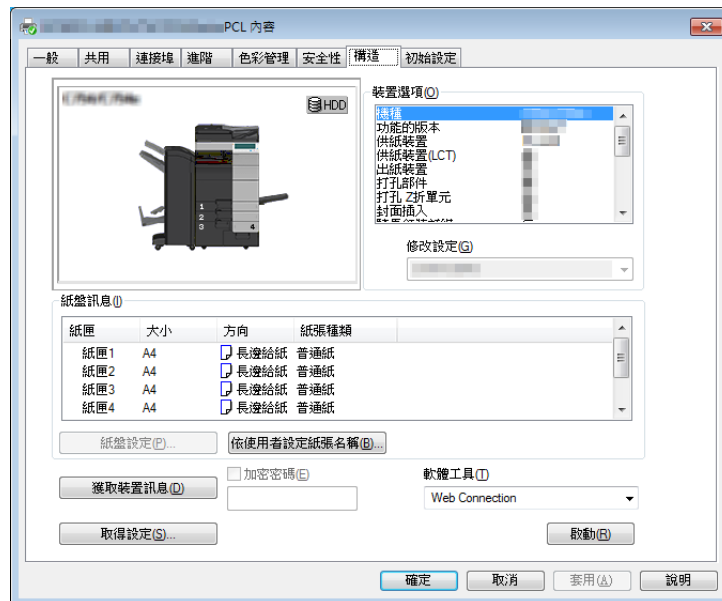 PCL 內容
一般 共用 連接埠 進階 色彩管理 安全性 構造 初始設定
HDD
1
2
3 4
裝置選項(O)
機種
功能的版本
供紙裝置
供紙裝置(LCT)
出紙裝置
打孔部件
打孔 Z折單元
封面插入
修改設定(G)
紙盤訊息(I)
紙匣 大小 方向 紙張種類
紙匣1 A4 長邊給紙 普通紙
紙匣2 A4 長邊給紙 普通紙
紙匣3 A4 長邊給紙 普通紙
紙匣4 A4 長邊給紙 普通紙
紙盤設定(P)... 依使用者設定紙張名稱(B)...
獲取裝置訊息(D) 加密密碼(E) 軟體工具(T)
Web Connection
取得設定(S)... 啟動(R)
確定 取消 套用(A) 說明